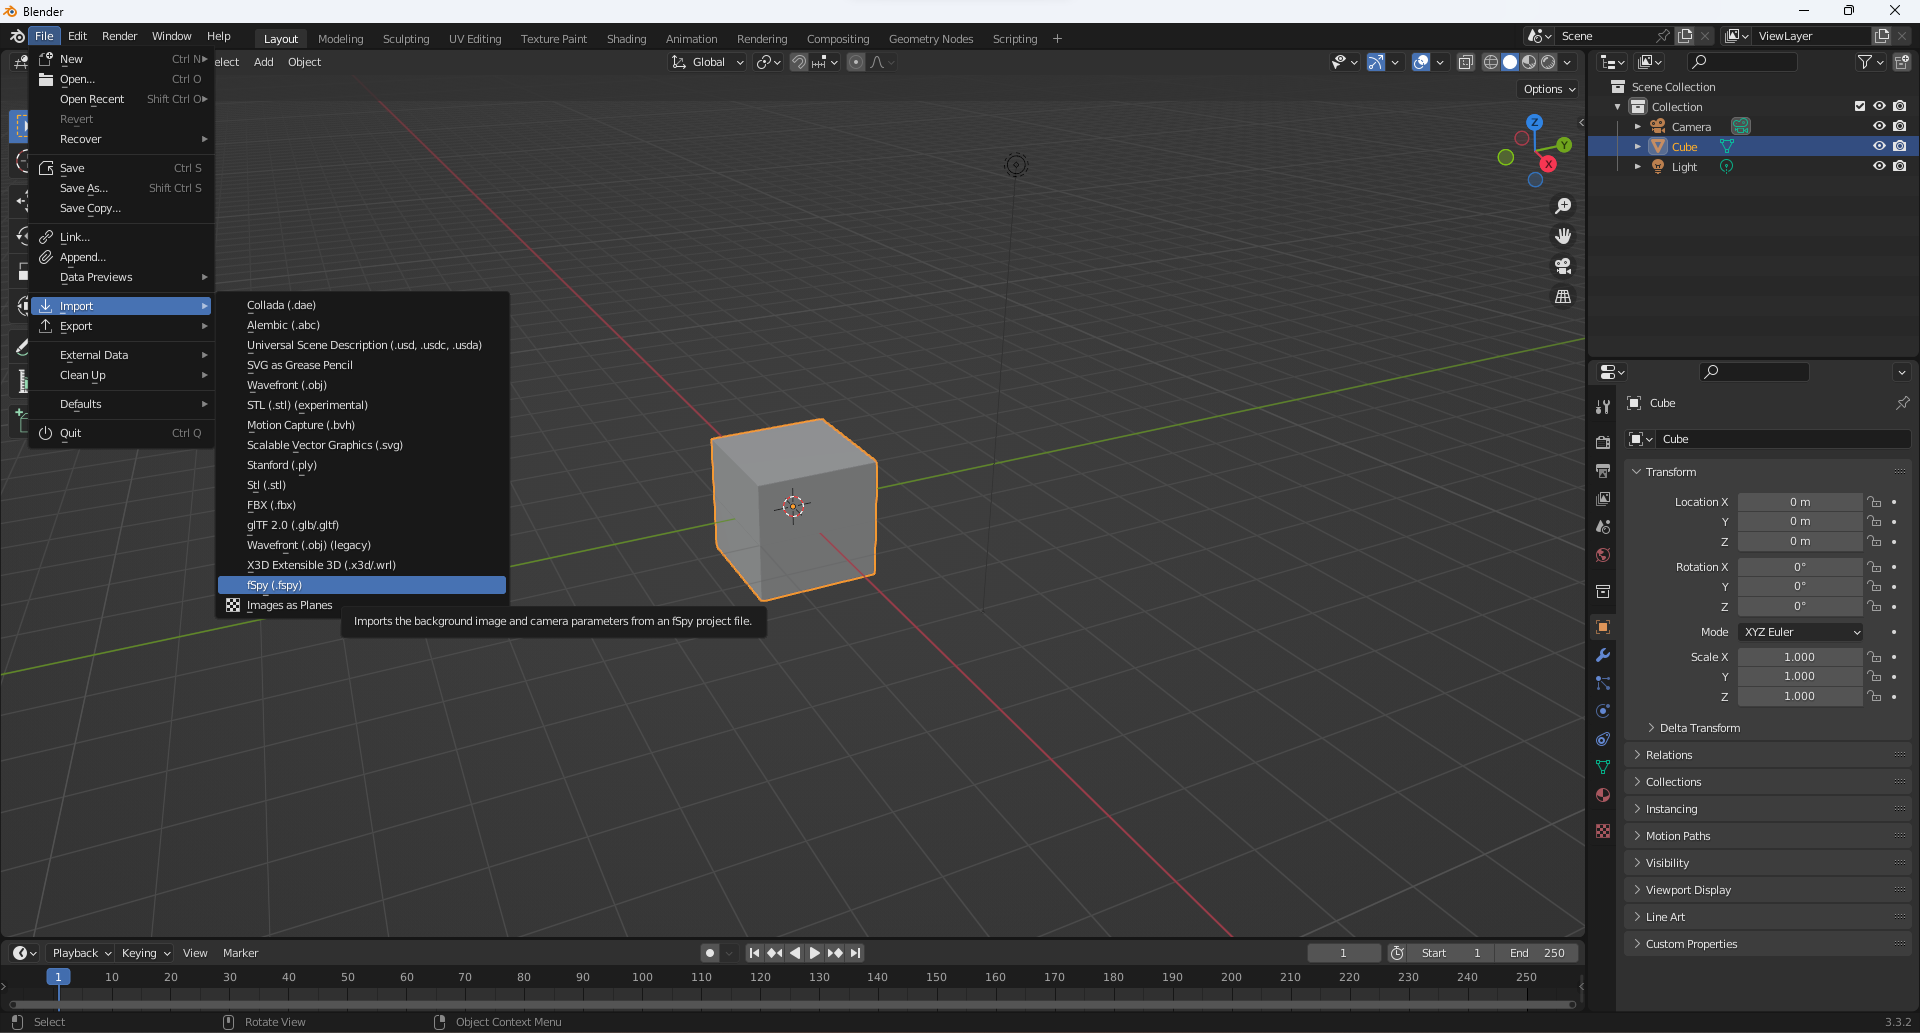 Blender
File Edit Render Window Help
Layout Modeling Sculpting UV Editing Texture Paint Shading Animation Rendering Compositing Geometry Nodes Scripting +
Scene
ViewLayer
elect Add Object
Global
Options
New Ctrl N
Open... Ctrl O
Open Recent Shift Ctrl O
Revert
Recover
Save Ctrl S
Save As... Shift Ctrl S
Save Copy...
Link...
Append...
Data Previews
Import
Export
External Data
Clean Up
Defaults
Quit Ctrl Q
Collada (.dae)
Alembic (.abc)
Universal Scene Description (.usd, .usdc, .usda)
SVG as Grease Pencil
Wavefront (.obj)
STL (.stl) (experimental)
Motion Capture (.bvh)
Scalable Vector Graphics (.svg)
Stanford (.ply)
Stl (.stl)
FBX (.fbx)
glTF 2.0 (.glb/.gltf)
Wavefront (.obj) (legacy)
X3D Extensible 3D (.x3d/.wrl)
fSpy (.fspy)
Images as Planes
Imports the background image and camera parameters from an fSpy project file.
Z
Y
X
Scene Collection
Collection
Camera
Cube
Light
Cube
Cube
Transform
Location X 0 m
Y 0 m
Z 0 m
Rotation X 0°
Y 0°
Z 0°
Mode XYZ Euler
Scale X 1.000
Y 1.000
Z 1.000
Delta Transform
Relations
Collections
Instancing
Motion Paths
Visibility
Viewport Display
Line Art
Custom Properties
Playback Keying View Marker
1 Start 1 End 250
1 10 20 30 40 50 60 70 80 90 100 110 120 130 140 150 160 170 180 190 200 210 220 230 240 250
Select Rotate View Object Context Menu
3.3.2